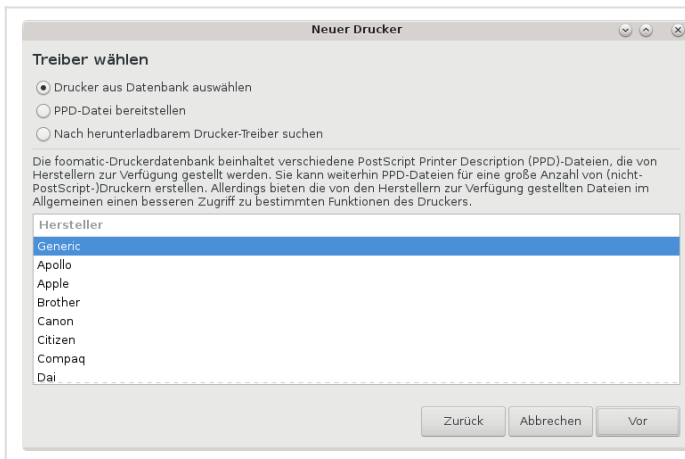 Neuer Drucker
Treiber wählen
Drucker aus Datenbank auswählen
PPD-Datei bereitstellen
Nach herunterladbarem Drucker-Treiber suchen
Die foomatic-Druckerdatenbank beinhaltet verschiedene PostScript Printer Description (PPD)-Dateien, die von
Herstellern zur Verfügung gestellt werden. Sie kann weiterhin PPD-Dateien für eine große Anzahl von (nicht-
PostScript-)Druckern erstellen. Allerdings bieten die von den Herstellern zur Verfügung gestellten Dateien im
Allgemeinen einen besseren Zugriff zu bestimmten Funktionen des Druckers.
Hersteller
Generic
Apollo
Apple
Brother
Canon
Citizen
Compaq
Dai
Zurück
Abbrechen
Vor